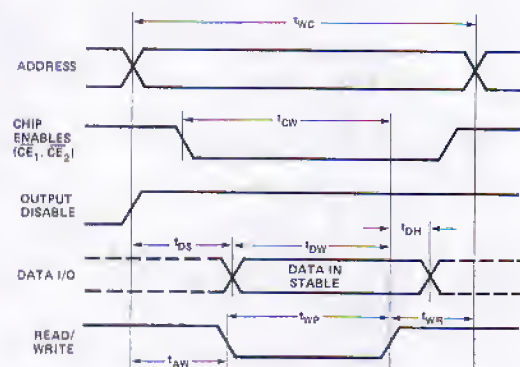 tWC
ADDRESS
CHIP
ENABLES
(CE1, CE2)
tCW
OUTPUT
DISABLE
tDH
tDS
tDW
DATA I/O
DATA IN
STABLE
tWP
tWR
READ/
WRITE
tAW